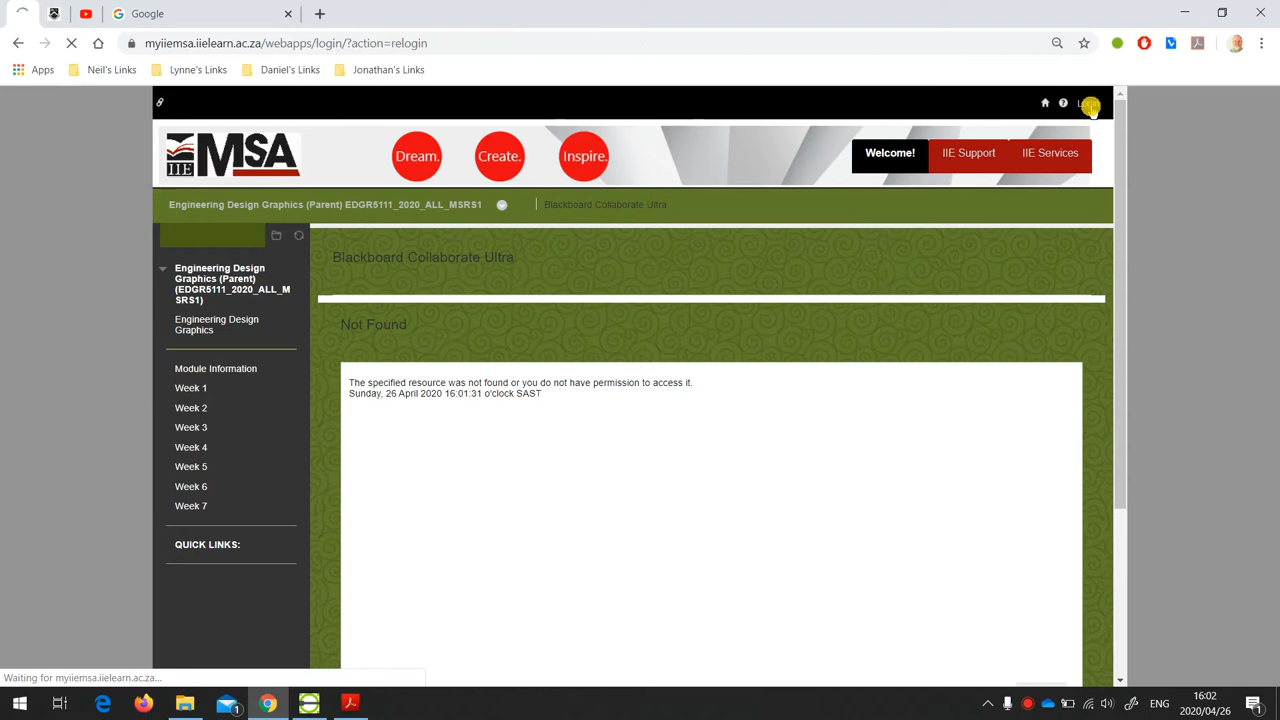 Google
myiiemsa.iielearn.ac.za/webapps/login/?action=relogin
Apps Neil's Links Lynne's Links Daniel's Links Jonathan's Links
Login
IIE MSA
Dream. Create. Inspire.
Welcome! IIE Support IIE Services
Engineering Design Graphics (Parent) EDGR5111_2020_ALL_MSRS1 Blackboard Collaborate Ultra
Engineering Design
Graphics (Parent)
(EDGR5111_2020_ALL_M
SRS1)
Engineering Design
Graphics
Module Information
Week 1
Week 2
Week 3
Week 4
Week 5
Week 6
Week 7
QUICK LINKS:
Blackboard Collaborate Ultra
Not Found
The specified resource was not found or you do not have permission to access it.
Sunday, 26 April 2020 16:01:31 o'clock SAST
Waiting for myiiemsa.iielearn.ac.za...
1
ENG
16:02
2020/04/26
1